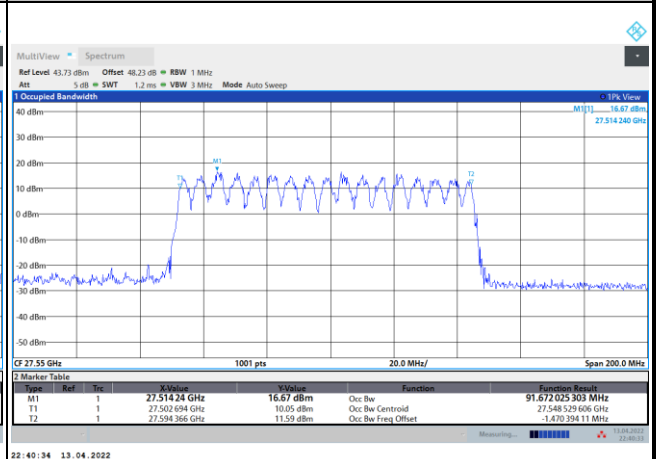 MultiView Spectrum
Ref Level 43.73 dBm Offset 48.23 dB RBW 1 MHz
Att 5 dB SWT 1.2 ms VBW 3 MHz Mode Auto Sweep
1 Occupied Bandwidth 1Pk View
M1[1] 16.67 dBm
27.514 240 GHz
40 dBm
30 dBm
20 dBm
M1
T1
T2
10 dBm
0 dBm
-10 dBm
-20 dBm
-30 dBm
-40 dBm
-50 dBm
CF 27.55 GHz 1001 pts 20.0 MHz/ Span 200.0 MHz
2 Marker Table
Type Ref Trc X-Value Y-Value Function Function Result
M1 1 27.514 24 GHz 16.67 dBm Occ Bw 91.672 025 303 MHz
T1 1 27.502 694 GHz 10.05 dBm Occ Bw Centroid 27.548 529 606 GHz
T2 1 27.594 366 GHz 11.59 dBm Occ Bw Freq Offset -1.470 394 11 MHz
Measuring... 13.04.2022
22:40:33
22:40:34 13.04.2022